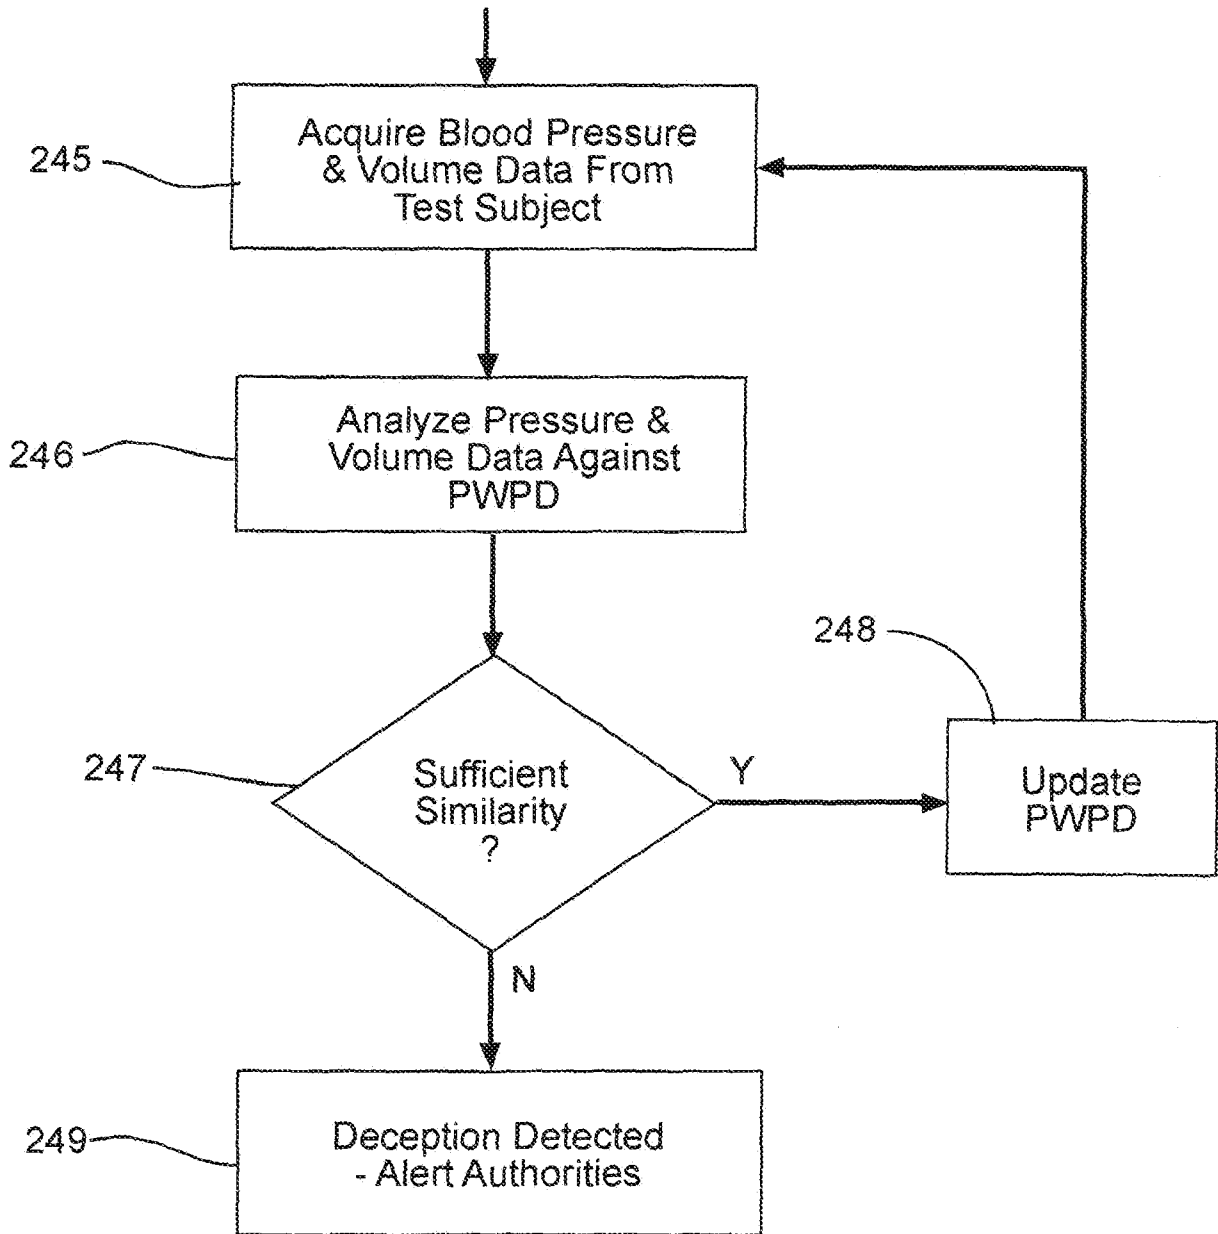 245
Acquire Blood Pressure
& Volume Data From
Test Subject
246
Analyze Pressure &
Volume Data Against
PWPD
247
Sufficient
Similarity
?
Y
248
Update
PWPD
N
249
Deception Detected
- Alert Authorities